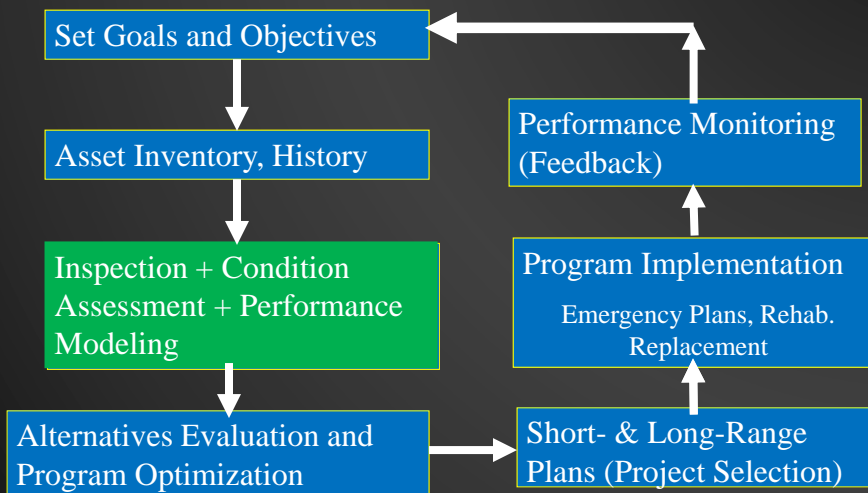 Set Goals and Objectives
Asset Inventory, History
Inspection + Condition
Assessment + Performance
Modeling
Alternatives Evaluation and
Program Optimization
Short- & Long-Range
Plans (Project Selection)
Program Implementation
Emergency Plans, Rehab.
Replacement
Performance Monitoring
(Feedback)